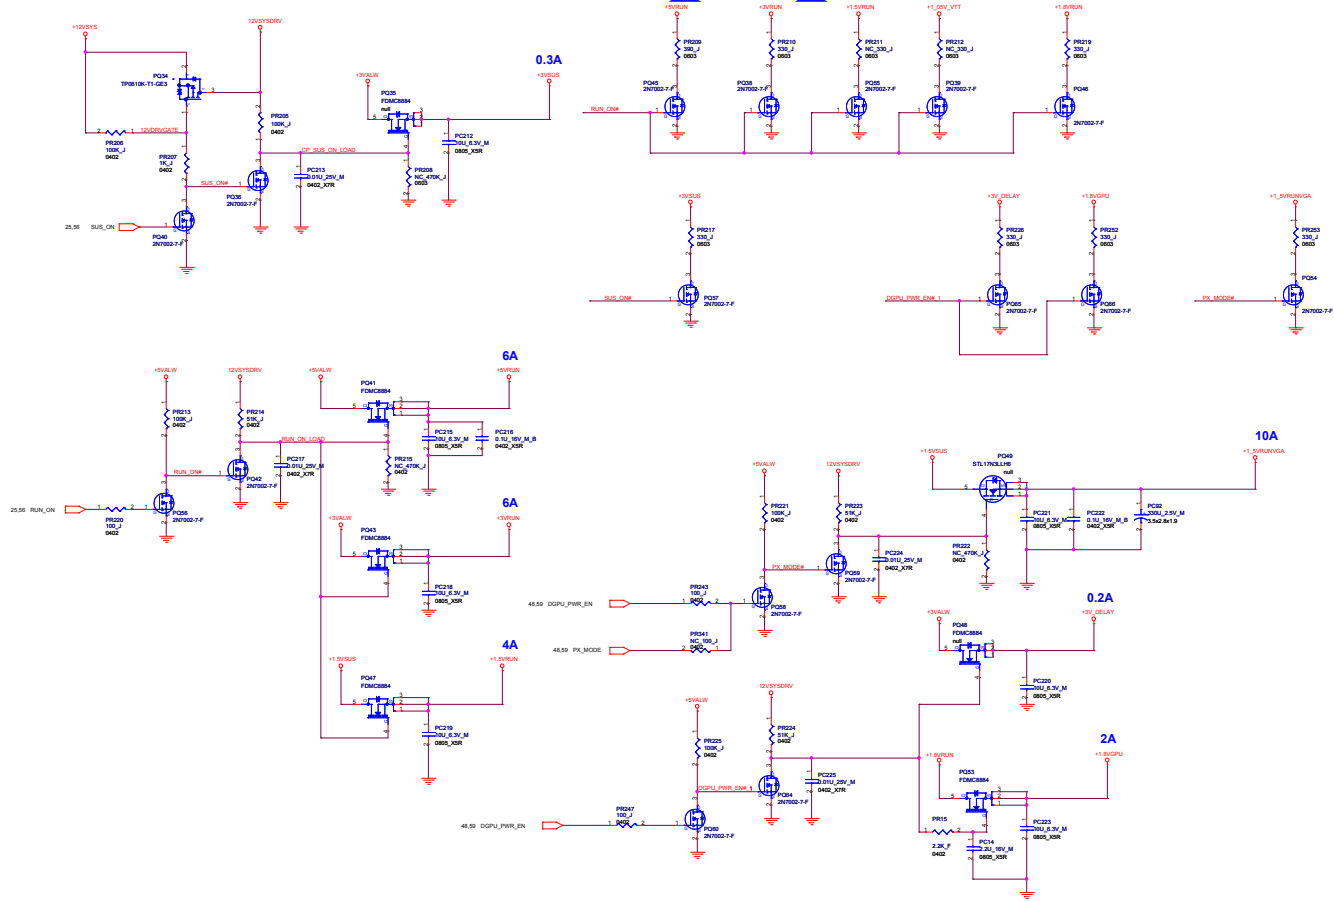 +12VSYS
12VSYSDRV
PQ34
TP0610K-T1-GE3
PR205
100K_J
0402
12VDRVGATE
PR206
100K_J
0402
PR207
1K_J
0402
CP_SUS_ON_LOAD
PC213
0.01U_25V_M
0402_X7R
SUS_ON#
PQ36
2N7002-7-F
25,56 SUS_ON
PQ40
2N7002-7-F
0.3A
+3VALW
+3VSUS
PQ35
FDMC8884
null
PC212
10U_6.3V_M
0805_X5R
PR208
NC_470K_J
0603
+5VRUN
PR209
390_J
0603
PQ45
2N7002-7-F
+3VRUN
PR210
330_J
0603
PQ38
2N7002-7-F
+1.5VRUN
PR211
NC_330_J
0603
PQ55
2N7002-7-F
+1_05V_VTT
PR212
NC_330_J
0603
PQ39
2N7002-7-F
+1.8VRUN
PR219
330_J
0603
PQ46
2N7002-7-F
RUN_ON#
+3VSUS
PR217
330_J
0603
SUS_ON#
PQ57
2N7002-7-F
+3V_DELAY
PR226
330_J
0603
DGPU_PWR_EN#_1
PQ65
2N7002-7-F
+1.8VGPU
PR252
330_J
0603
PQ66
2N7002-7-F
+1_5VRUNVGA
PR253
330_J
0603
PX_MODE#
PQ54
2N7002-7-F
6A
+5VALW
12VSYSDRV
+5VALW
+5VRUN
PR213
100K_J
0402
PR214
51K_J
0402
PQ41
FDMC8884
RUN_ON_LOAD
PC217
0.01U_25V_M
0402_X7R
PR215
NC_470K_J
0402
PC215
10U_6.3V_M
0805_X5R
PC216
0.1U_16V_M_B
0402_X5R
RUN_ON#
PQ42
2N7002-7-F
25,56 RUN_ON
PR220
100_J
0402
PQ56
2N7002-7-F
6A
+3VALW
+3VRUN
PQ43
FDMC8884
PC218
10U_6.3V_M
0805_X5R
4A
+1.5VSUS
+1.5VRUN
PQ47
FDMC8884
PC219
10U_6.3V_M
0805_X5R
10A
+1.5VSUS
+1_5VRUNVGA
PQ49
STL17N3LLH6
null
+5VALW
12VSYSDRV
PR221
100K_J
0402
PR223
51K_J
0402
PC224
0.01U_25V_M
0402_X7R
PR222
NC_470K_J
0402
PC221
10U_6.3V_M
0805_X5R
PC222
0.1U_16V_M_B
0402_X5R
PC92
330U_2.5V_M
3.5x2.8x1.9
PX_MODE#
PQ59
2N7002-7-F
48,59 DGPU_PWR_EN
PR243
100_J
0402
PQ58
2N7002-7-F
48,59 PX_MODE
PR341
NC_100_J
0402
0.2A
+3VALW
+3V_DELAY
PQ48
FDMC8884
null
PC220
10U_6.3V_M
0805_X5R
+5VALW
12VSYSDRV
PR225
100K_J
0402
PR224
51K_J
0402
PC225
0.01U_25V_M
0402_X7R
DGPU_PWR_EN#_1
PQ64
2N7002-7-F
48,59 DGPU_PWR_EN
PR247
100_J
0402
PQ60
2N7002-7-F
2A
+1.8VRUN
+1.8VGPU
PQ53
FDMC8884
PR15
2.2K_F
0402
PC14
2.2U_16V_M
0805_X5R
PC223
10U_6.3V_M
0805_X5R